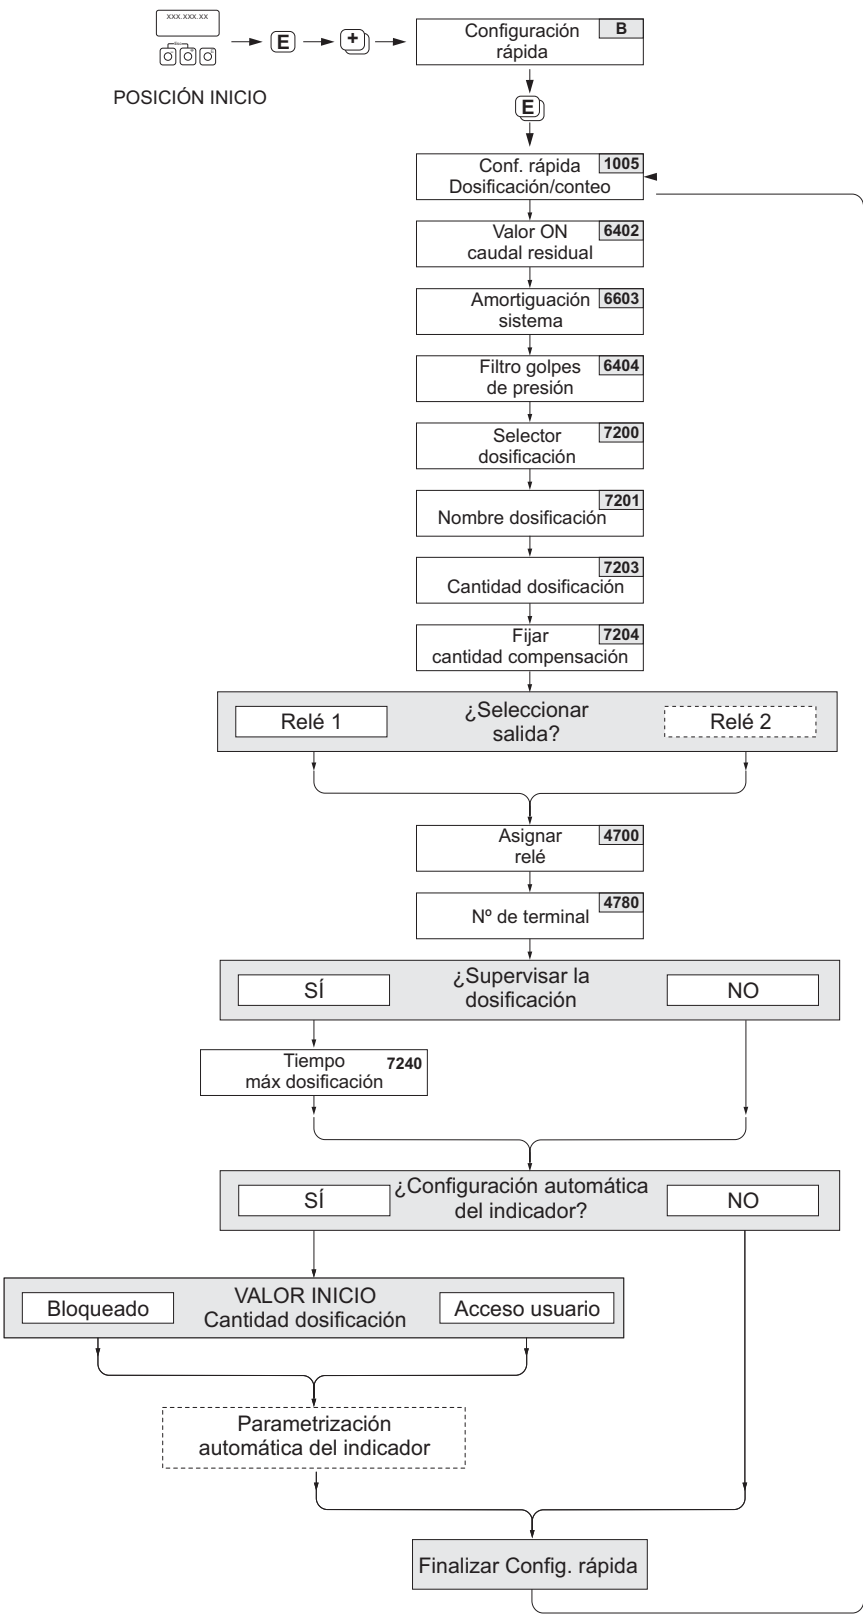 xxx.xxx.xx
E
+
Configuración
rápida
B
POSICIÓN INICIO
E
Conf. rápida
Dosificación/conteo
1005
Valor ON
caudal residual
6402
Amortiguación
sistema
6603
Filtro golpes
de presión
6404
Selector
dosificación
7200
Nombre dosificación
7201
Cantidad dosificación
7203
Fijar
cantidad compensación
7204
Relé 1
¿Seleccionar
salida?
Relé 2
Asignar
relé
4700
Nº de terminal
4780
SÍ
¿Supervisar la
dosificación
NO
Tiempo
máx dosificación
7240
SÍ
¿Configuración automática
del indicador?
NO
Bloqueado
VALOR INICIO
Cantidad dosificación
Acceso usuario
Parametrización
automática del indicador
Finalizar Config. rápida